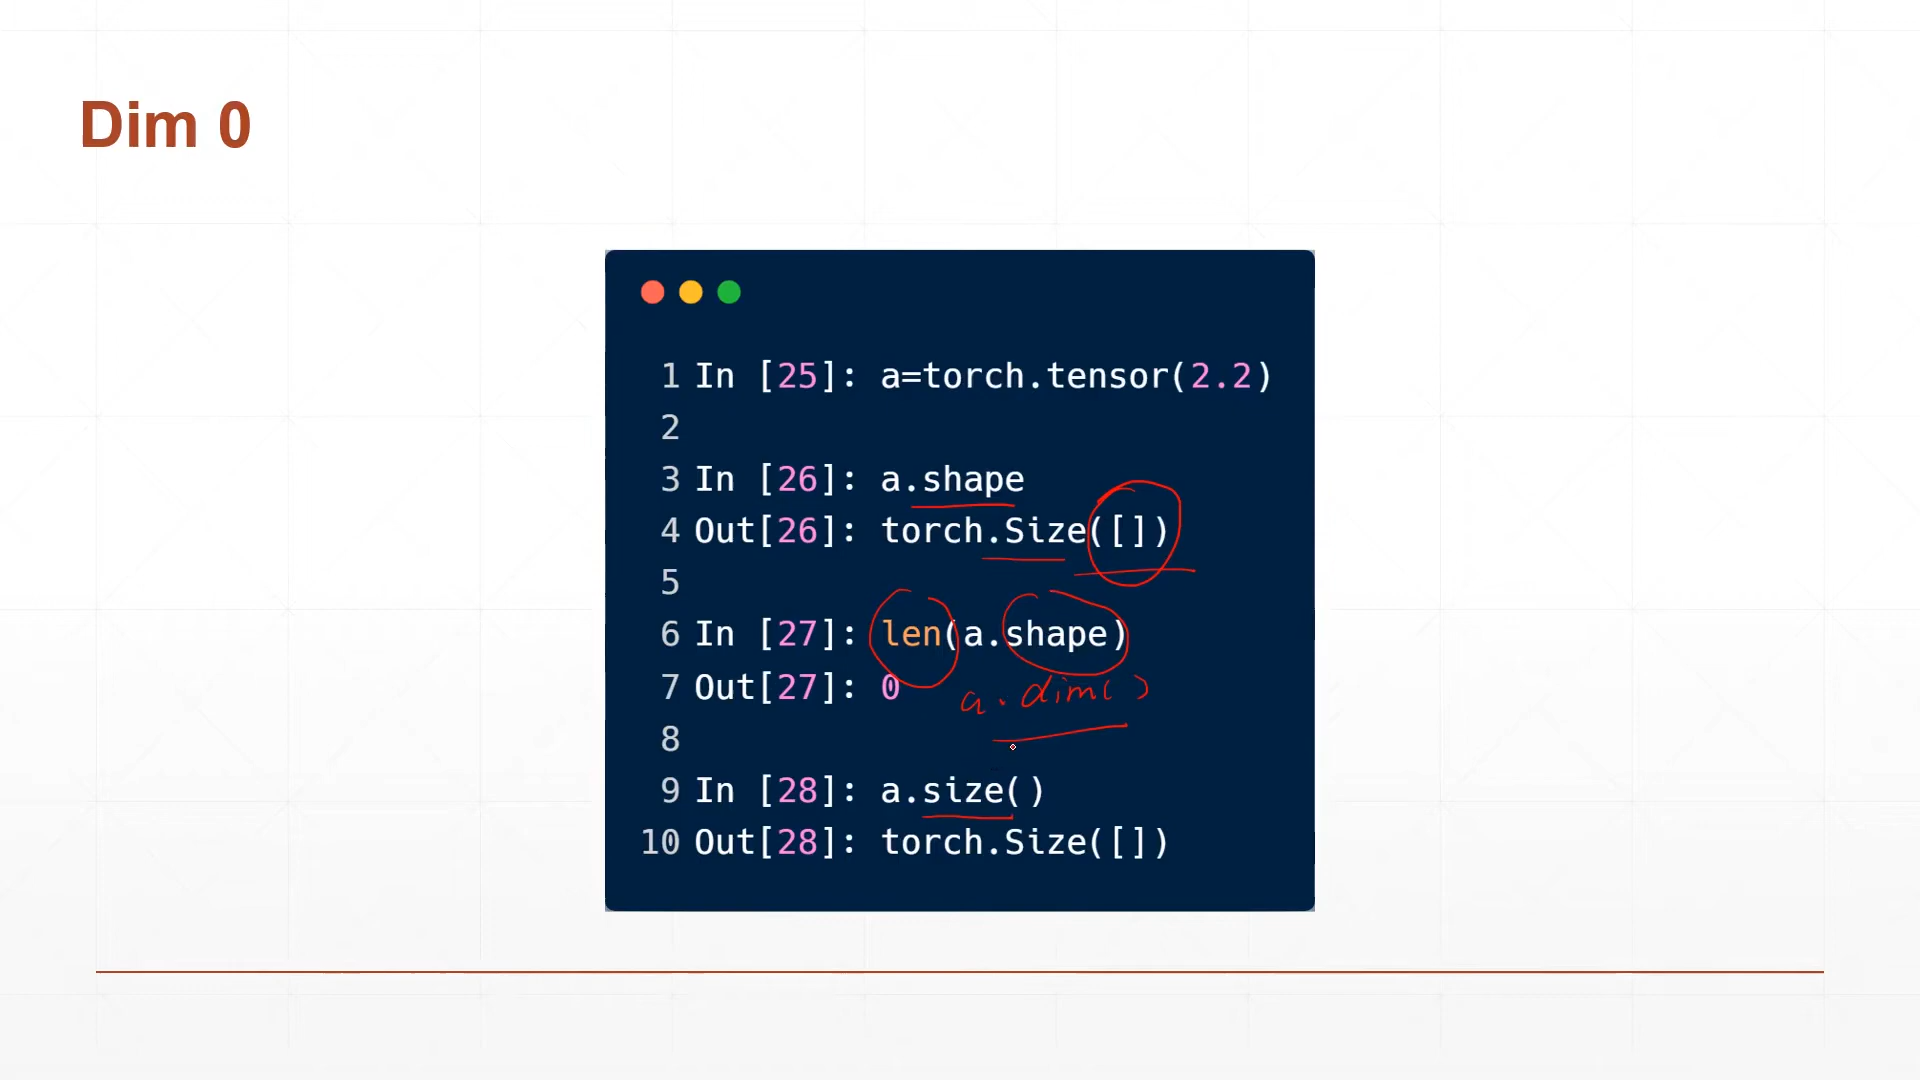 Dim 0
1 In [25]: a=torch.tensor(2.2)
2
3 In [26]: a.shape
4 Out[26]: torch.Size([])
5
6 In [27]: len(a.shape)
7 Out[27]: 0
a.dim()
8
9 In [28]: a.size()
10 Out[28]: torch.Size([])